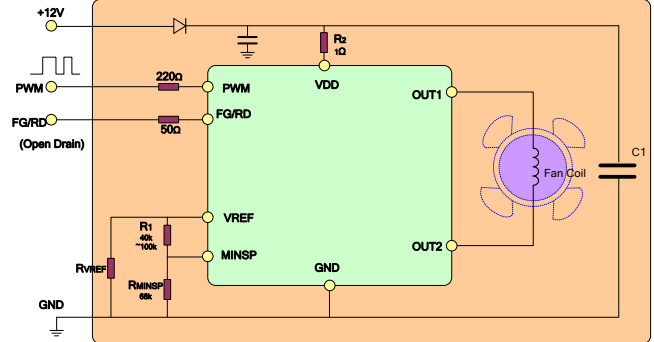 +12V
R2
1Ω
VDD
PWM
220Ω
PWM
OUT1
FG/RD
50Ω
FG/RD
(Open Drain)
Fan Coil
C1
VREF
R1
40k
~100k
MINSP
OUT2
RVREF
GND
RMINSP
68k
GND